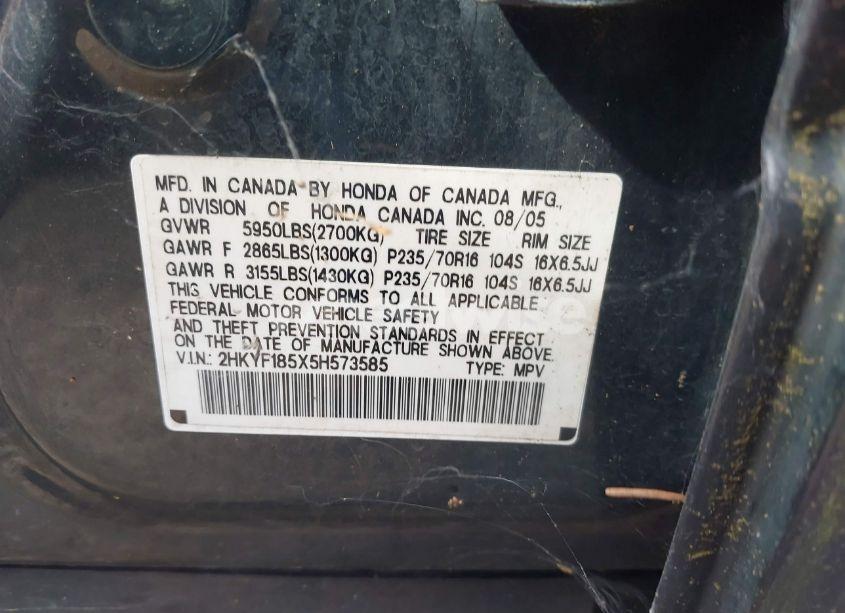 MFD. IN CANADA BY HONDA OF CANADA MFG.,
A DIVISION OF HONDA CANADA INC. 08/05
GVWR 5950LBS(2700KG) TIRE SIZE RIM SIZE
GAWR F 2865LBS(1300KG) P235/70R16 104S 16X6.5JJ
GAWR R 3155LBS(1430KG) P235/70R16 104S 16X6.5JJ
THIS VEHICLE CONFORMS TO ALL APPLICABLE
FEDERAL MOTOR VEHICLE SAFETY
AND THEFT PREVENTION STANDARDS IN EFFECT
ON THE DATE OF MANUFACTURE SHOWN ABOVE.
V.I.N.: 2HKYF185X5H573585 TYPE: MPV